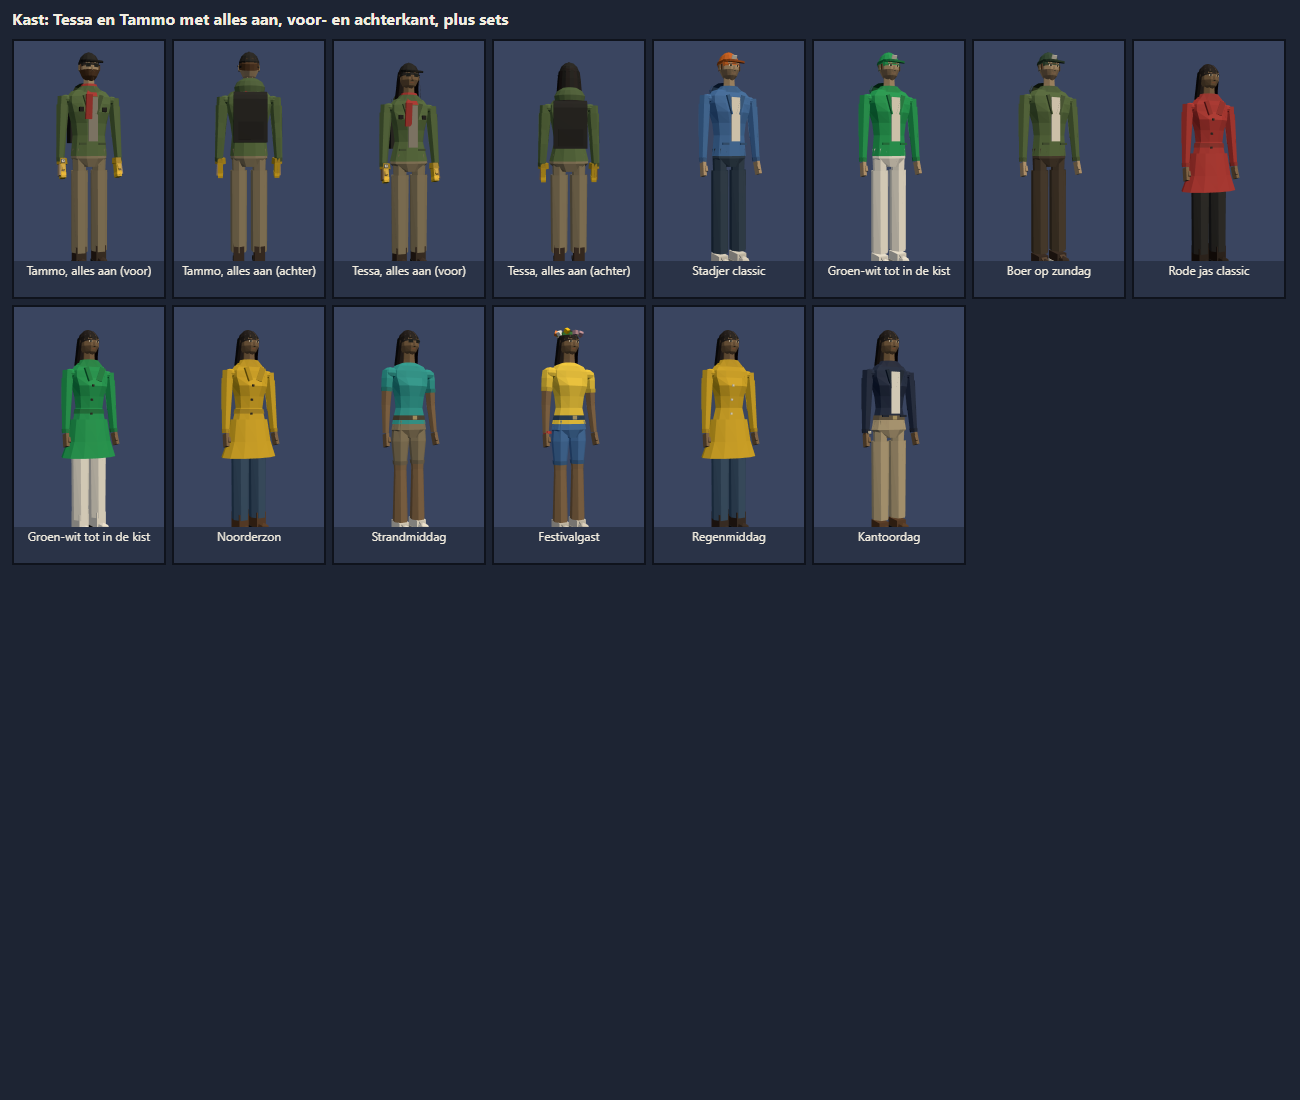 Kast: Tessa en Tammo met alles aan, voor- en achterkant, plus sets
Tammo, alles aan (voor)
Tammo, alles aan (achter)
Tessa, alles aan (voor)
Tessa, alles aan (achter)
Stadjer classic
Groen-wit tot in de kist
Boer op zundag
Rode jas classic
Groen-wit tot in de kist
Noorderzon
Strandmiddag
Festivalgast
Regenmiddag
Kantoordag